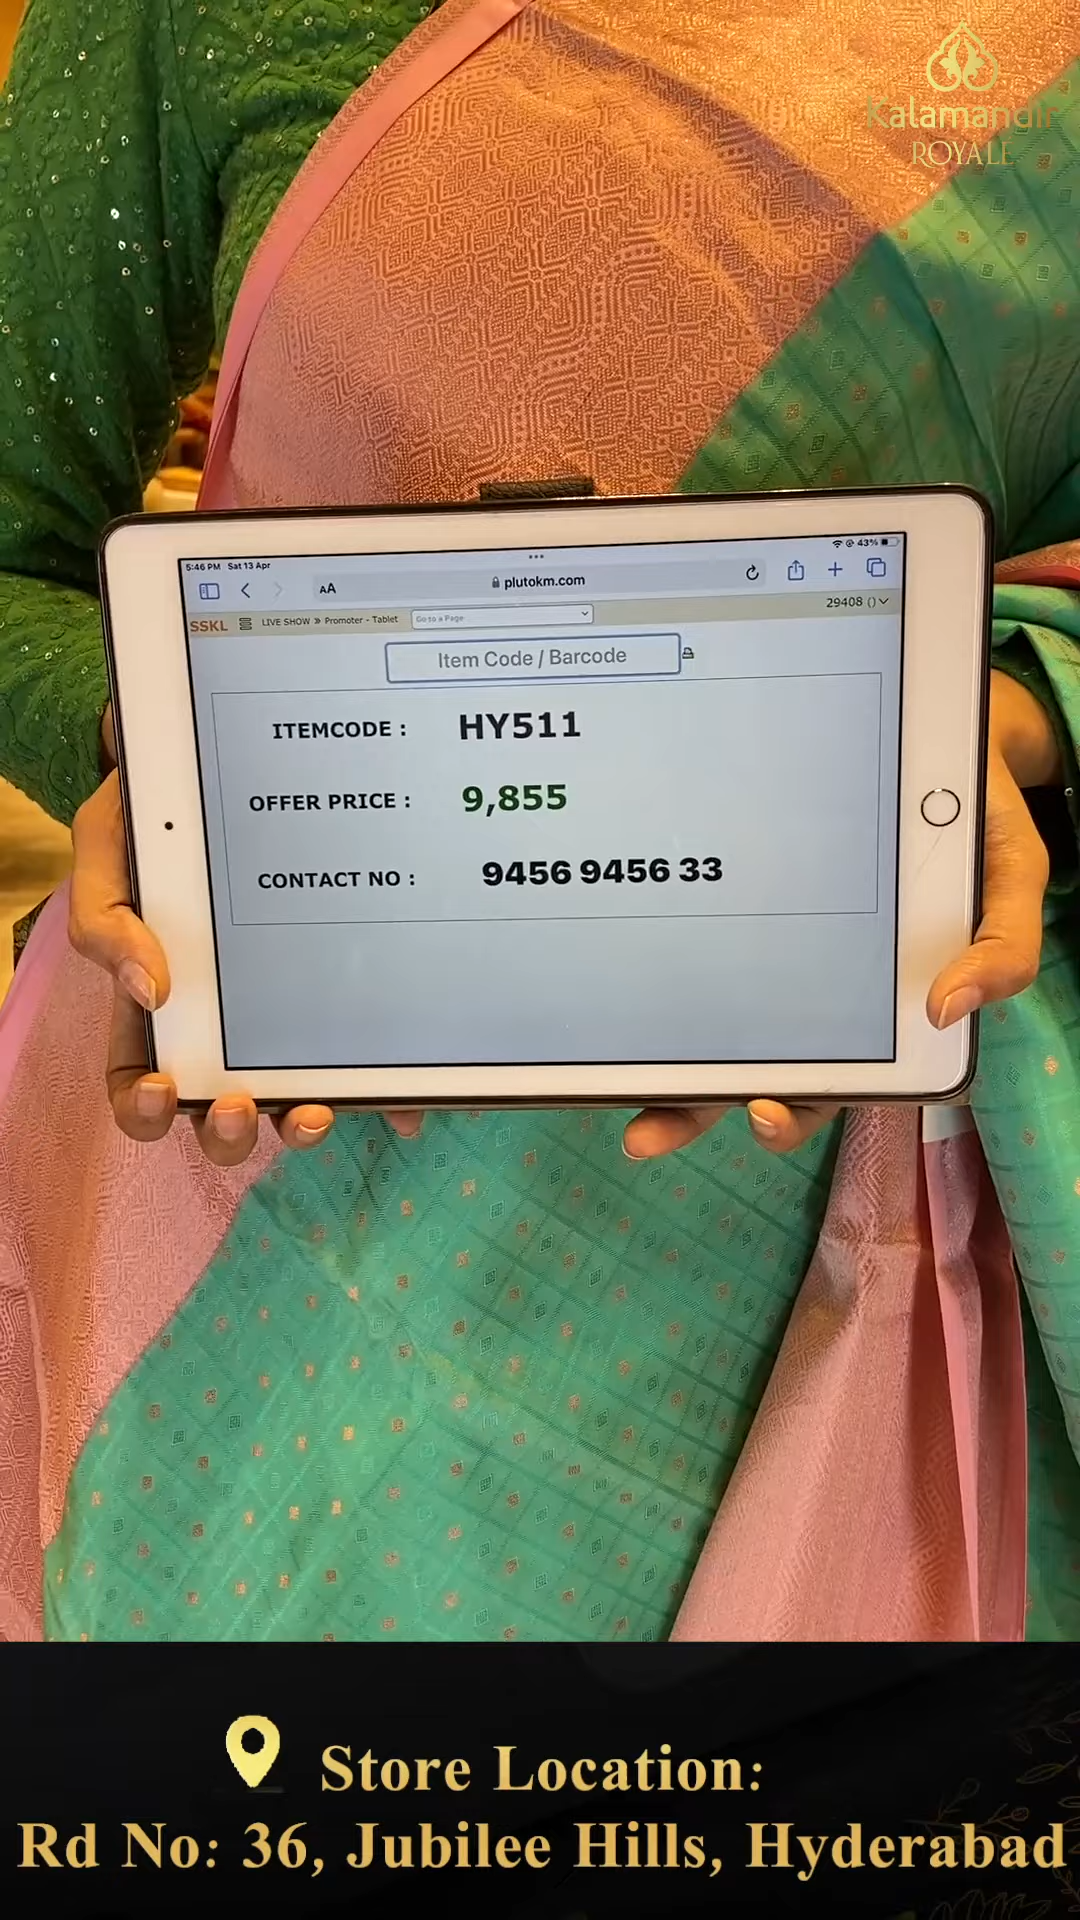 Kalamandir
ROYALE
5:46 PM Sat 13 Apr
43%
AA
plutokm.com
29408 ()
SSKL
LIVE SHOW » Promoter - Tablet
Go to a Page
Item Code / Barcode
ITEMCODE : HY511
OFFER PRICE : 9,855
CONTACT NO : 9456 9456 33
Store Location:
Rd No: 36, Jubilee Hills, Hyderabad